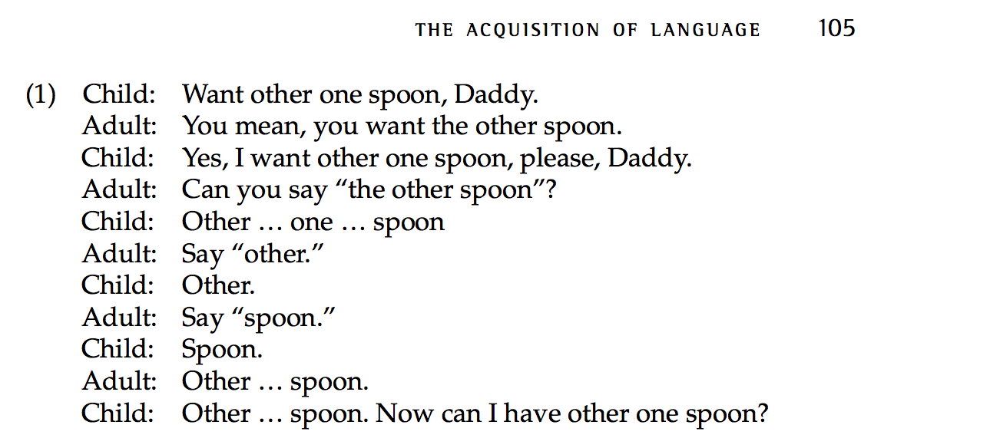 THE ACQUISITION OF LANGUAGE 105
(1) Child: Want other one spoon, Daddy.
Adult: You mean, you want the other spoon.
Child: Yes, I want other one spoon, please, Daddy.
Adult: Can you say “the other spoon”?
Child: Other … one … spoon
Adult: Say “other.”
Child: Other.
Adult: Say “spoon.”
Child: Spoon.
Adult: Other … spoon.
Child: Other … spoon. Now can I have other one spoon?